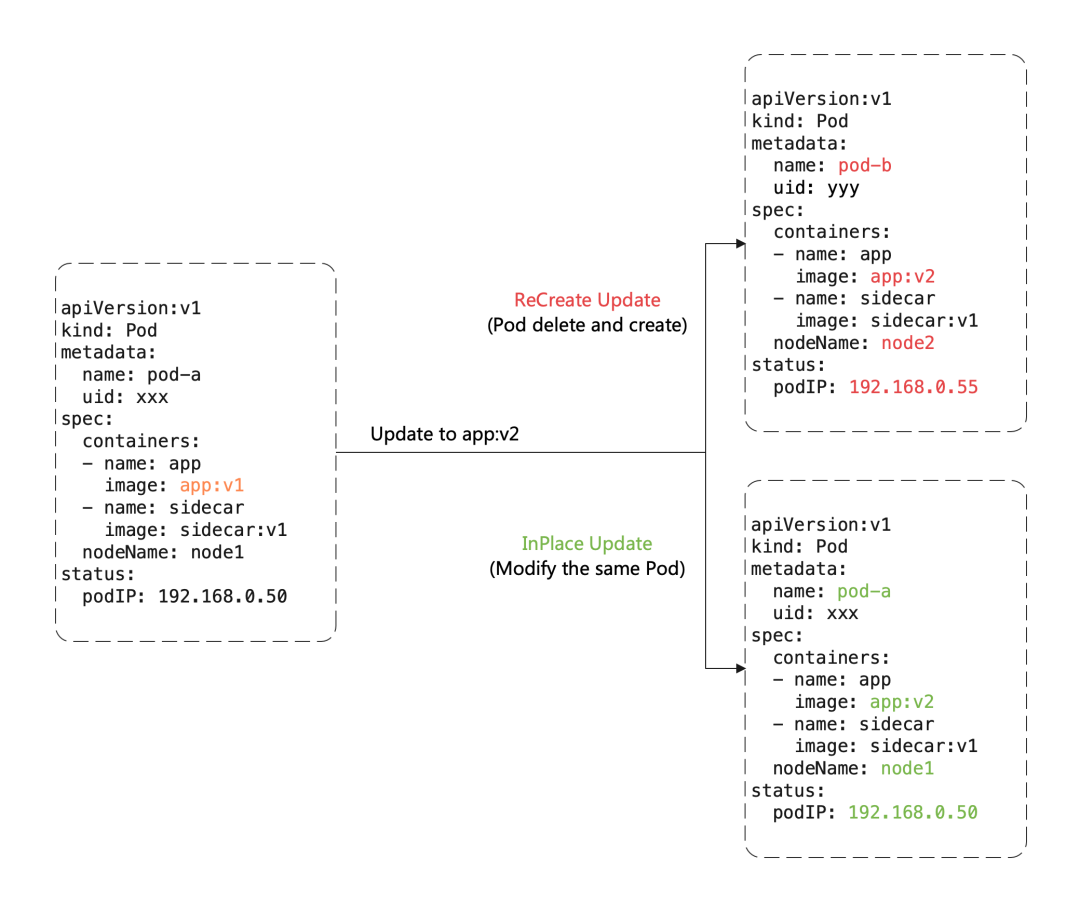 apiVersion:v1
kind: Pod
metadata:
  name: pod-a
  uid: xxx
spec:
  containers:
  - name: app
    image: app:v1
  - name: sidecar
    image: sidecar:v1
  nodeName: node1
status:
  podIP: 192.168.0.50
Update to app:v2
ReCreate Update
(Pod delete and create)
apiVersion:v1
kind: Pod
metadata:
  name: pod-b
  uid: yyy
spec:
  containers:
  - name: app
    image: app:v2
  - name: sidecar
    image: sidecar:v1
  nodeName: node2
status:
  podIP: 192.168.0.55
InPlace Update
(Modify the same Pod)
apiVersion:v1
kind: Pod
metadata:
  name: pod-a
  uid: xxx
spec:
  containers:
  - name: app
    image: app:v2
  - name: sidecar
    image: sidecar:v1
  nodeName: node1
status:
  podIP: 192.168.0.50